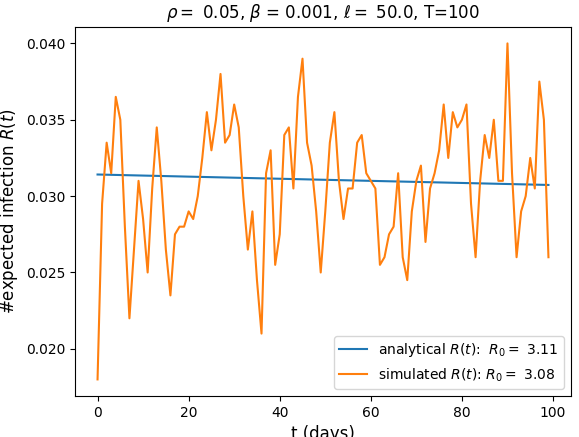 ρ = 0.05, β = 0.001, ℓ = 50.0, T=100
#expected infection R(t)
0.040
0.035
0.030
0.025
0.020
analytical R(t): R₀ = 3.11
simulated R(t): R₀ = 3.08
0 20 40 60 80 100
t (days)